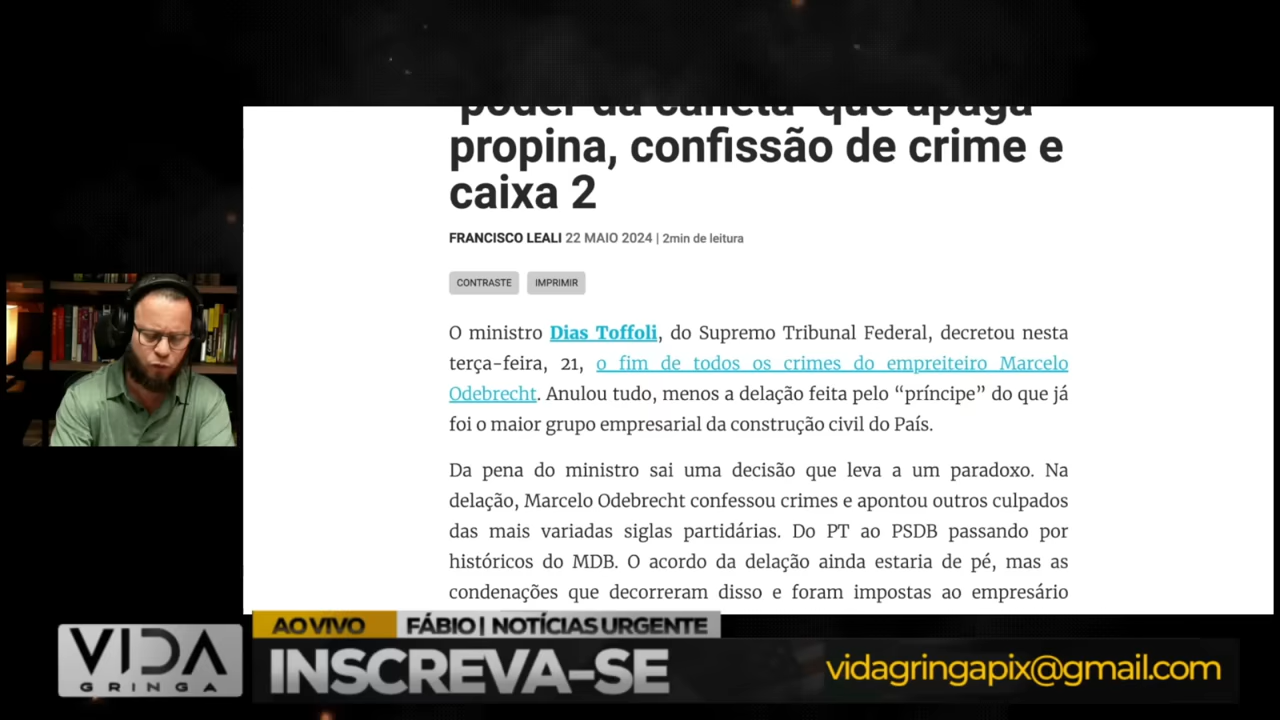 "poder da caneta" que apaga
propina, confissão de crime e
caixa 2
FRANCISCO LEALI 22 MAIO 2024 | 2min de leitura
CONTRASTE IMPRIMIR
O ministro Dias Toffoli, do Supremo Tribunal Federal, decretou nesta
terça-feira, 21, o fim de todos os crimes do empreiteiro Marcelo
Odebrecht. Anulou tudo, menos a delação feita pelo “príncipe” do que já
foi o maior grupo empresarial da construção civil do País.
Da pena do ministro sai uma decisão que leva a um paradoxo. Na
delação, Marcelo Odebrecht confessou crimes e apontou outros culpados
das mais variadas siglas partidárias. Do PT ao PSDB passando por
históricos do MDB. O acordo da delação ainda estaria de pé, mas as
condenações que decorreram disso e foram impostas ao empresário
AO VIVO FÁBIO | NOTÍCIAS URGENTE
VIDA
GRINGA
INSCREVA-SE
vidagringapix@gmail.com